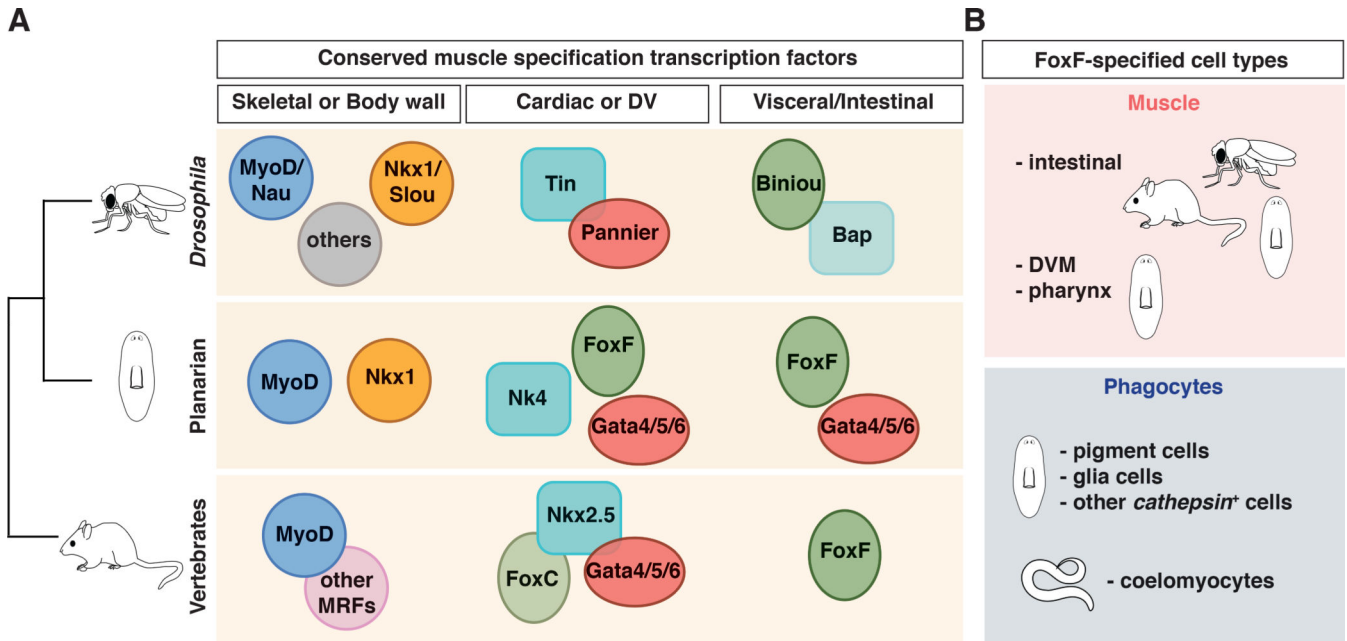 A
Conserved muscle specification transcription factors
Skeletal or Body wall
Cardiac or DV
Visceral/Intestinal
Drosophila
MyoD/
Nau
Nkx1/
Slou
others
Tin
Pannier
Biniou
Bap
Planarian
MyoD
Nkx1
Nk4
FoxF
Gata4/5/6
FoxF
Gata4/5/6
Vertebrates
MyoD
other
MRFs
Nkx2.5
FoxC
Gata4/5/6
FoxF
B
FoxF-specified cell types
Muscle
- intestinal
- DVM
- pharynx
Phagocytes
- pigment cells
- glia cells
- other cathepsin⁺ cells
- coelomyocytes